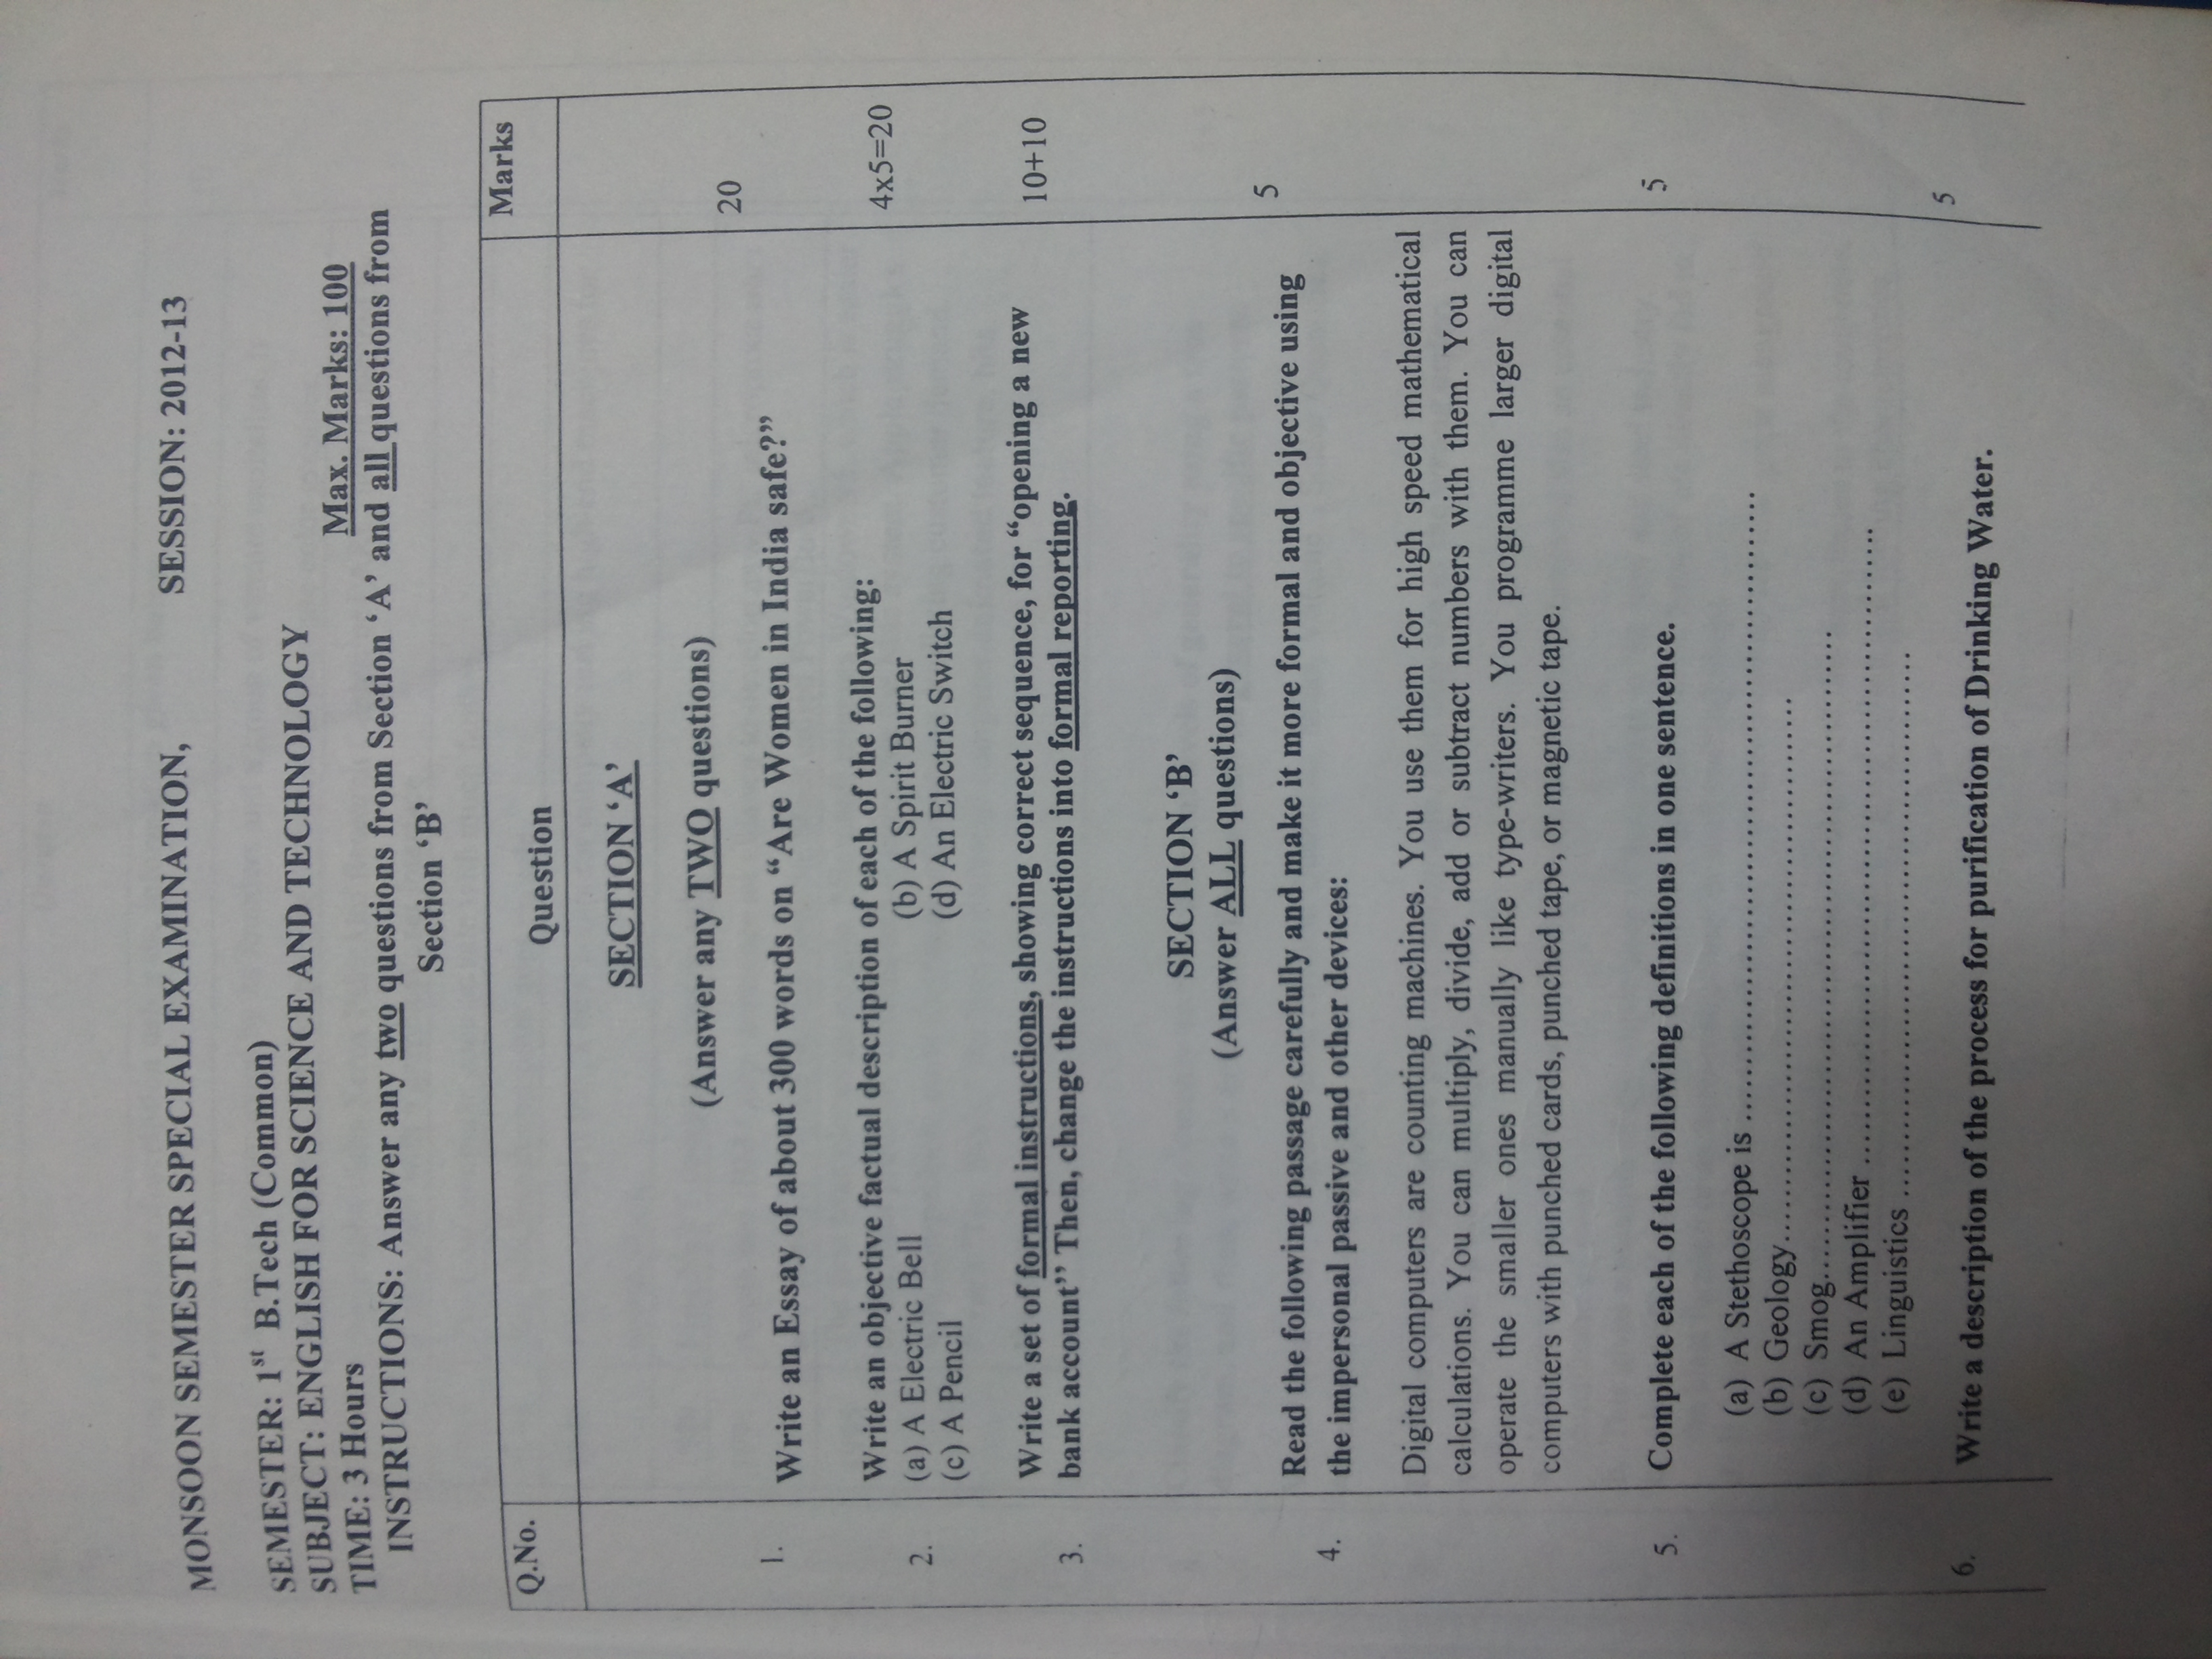 MONSOON SEMESTER SPECIAL EXAMINATION, SESSION: 2012-13
SEMESTER: 1st B.Tech (Common)
SUBJECT: ENGLISH FOR SCIENCE AND TECHNOLOGY
TIME: 3 Hours Max. Marks: 100
INSTRUCTIONS: Answer any two questions from Section ‘A’ and all questions from
Section ‘B’
Q.No. Question Marks
SECTION ‘A’
(Answer any TWO questions)
1. Write an Essay of about 300 words on “Are Women in India safe?” 20
Write an objective factual description of each of the following: 4x5=20
2. (a) A Electric Bell (b) A Spirit Burner
(c) A Pencil (d) An Electric Switch
Write a set of formal instructions, showing correct sequence, for “opening a new 10+10
3. bank account” Then, change the instructions into formal reporting.
SECTION ‘B’
(Answer ALL questions)
Read the following passage carefully and make it more formal and objective using 5
4. the impersonal passive and other devices:
Digital computers are counting machines. You use them for high speed mathematical
calculations. You can multiply, divide, add or subtract numbers with them. You can
operate the smaller ones manually like type-writers. You programme larger digital
computers with punched cards, punched tape, or magnetic tape.
5. Complete each of the following definitions in one sentence. 5
(a) A Stethoscope is ..............................................................
(b) Geology......................................................
(c) Smog................................................................
(d) An Amplifier ..............................................................
(e) Linguistics ......................................................
6. Write a description of the process for purification of Drinking Water. 5